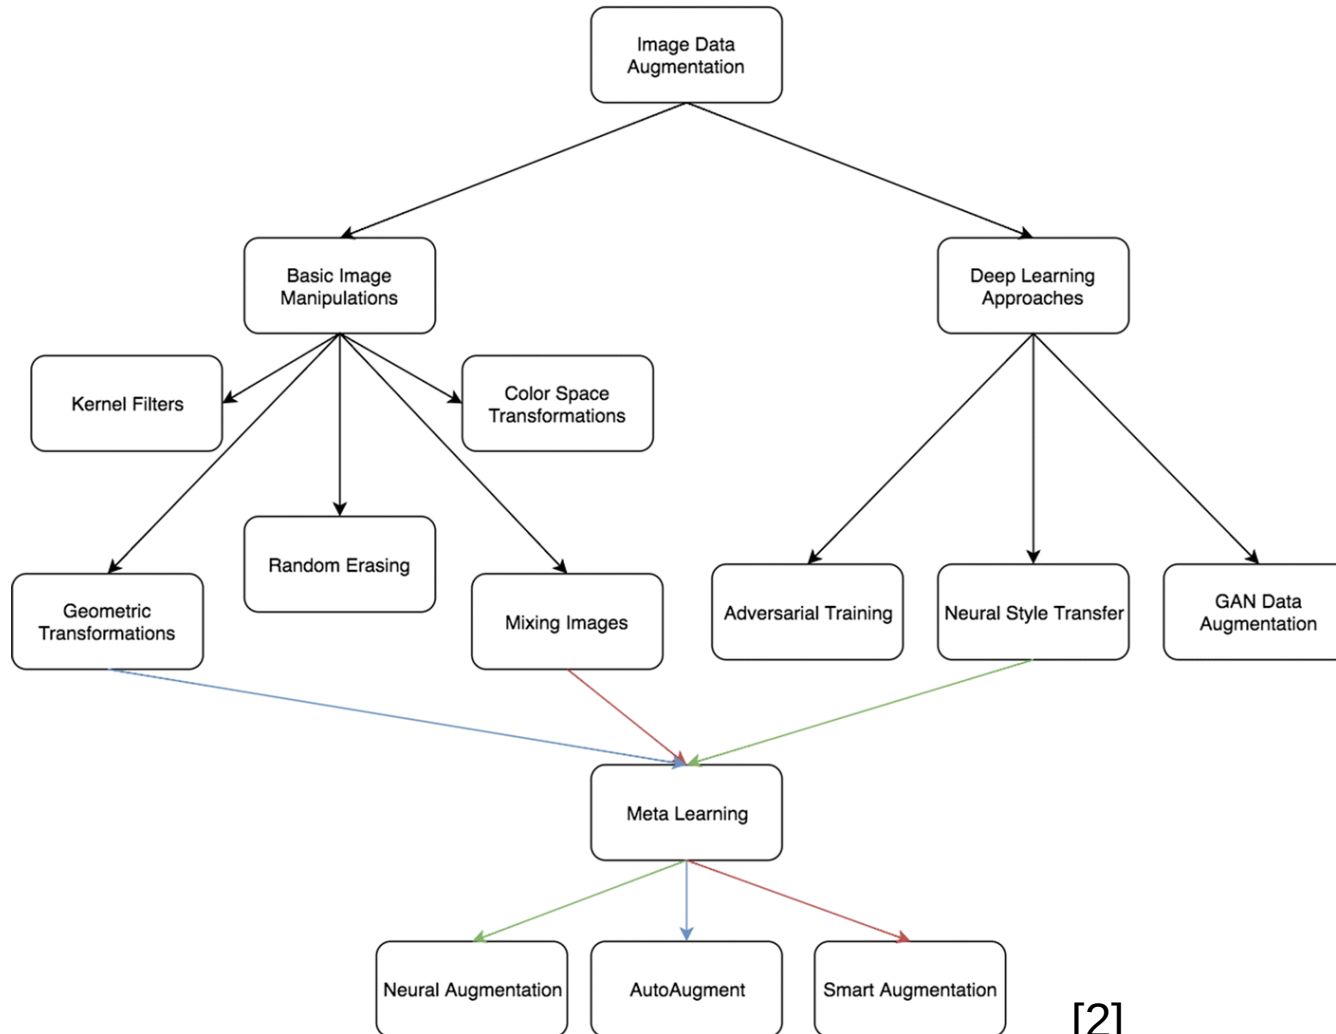 Image Data
Augmentation
Basic Image
Manipulations
Deep Learning
Approaches
Kernel Filters
Color Space
Transformations
Geometric
Transformations
Random Erasing
Mixing Images
Adversarial Training
Neural Style Transfer
GAN Data
Augmentation
Meta Learning
Neural Augmentation
AutoAugment
Smart Augmentation
[2]